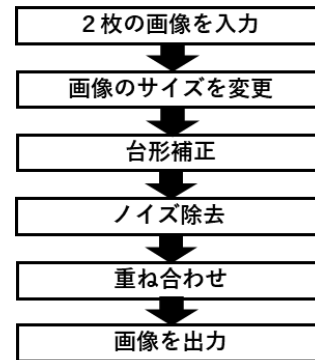 ２枚の画像を入力
画像のサイズを変更
台形補正
ノイズ除去
重ね合わせ
画像を出力